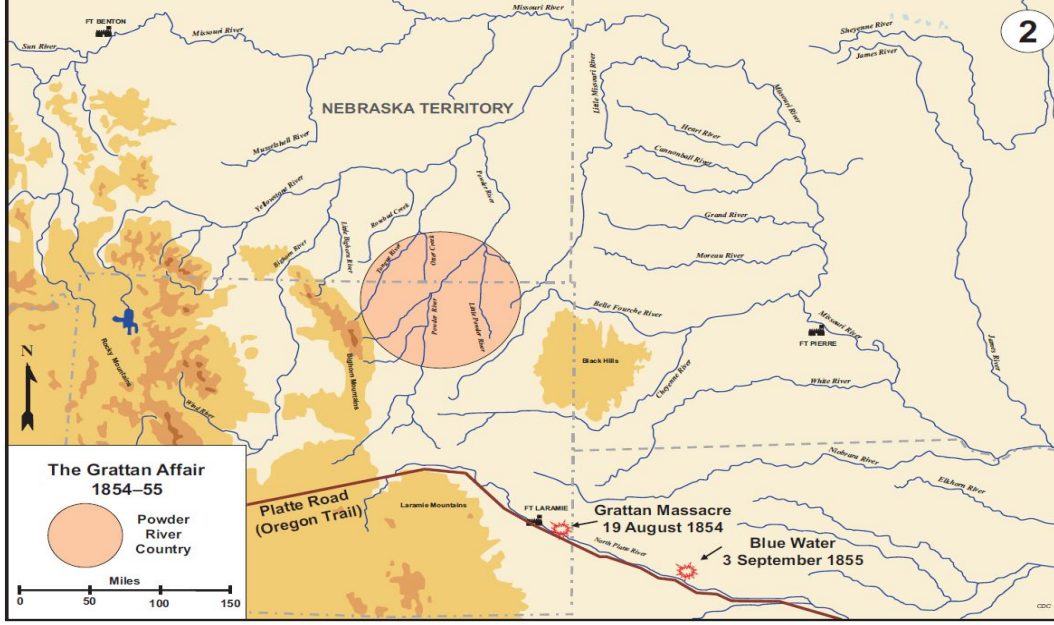 FT BENTON
Missouri River
Missouri River
Sheyenne River
2
Sun River
James River
Little Missouri River
Missouri River
NEBRASKA TERRITORY
Musselshell River
Heart River
Cannonball River
Yellowstone River
Powder River
Rosebud Creek
Grand River
Little Bighorn River
Bighorn River
Tongue River
Otter Creek
Moreau River
Powder River
Little Powder River
Belle Fourche River
Missouri River
FT PIERRE
James River
N
Rocky Mountains
Bighorn Mountains
Black Hills
Cheyenne River
White River
Wind River
Niobrara River
Elkhorn River
The Grattan Affair
1854–55
Powder
River
Country
Miles
0 50 100 150
Platte Road
(Oregon Trail)
Laramie Mountains
FT LARAMIE
Grattan Massacre
19 August 1854
North Platte River
Blue Water
3 September 1855
CDC